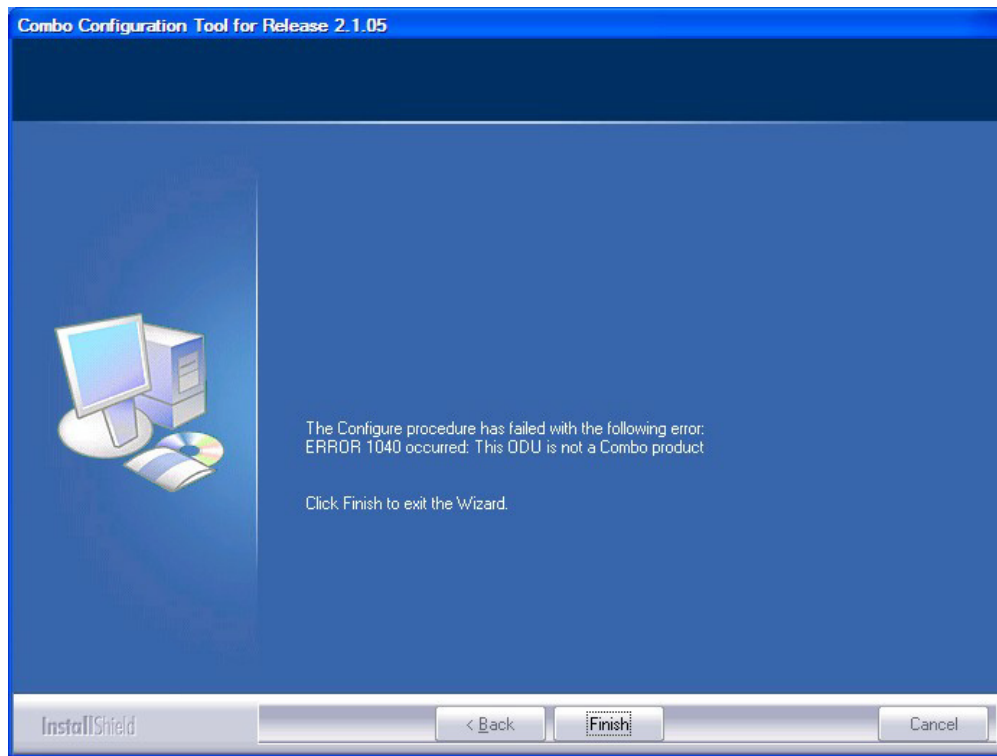 Combo Configuration Tool for Release 2.1.05
The Configure procedure has failed with the following error:
ERROR 1040 occurred: This ODU is not a Combo product
Click Finish to exit the Wizard.
InstallShield
< Back
Finish
Cancel